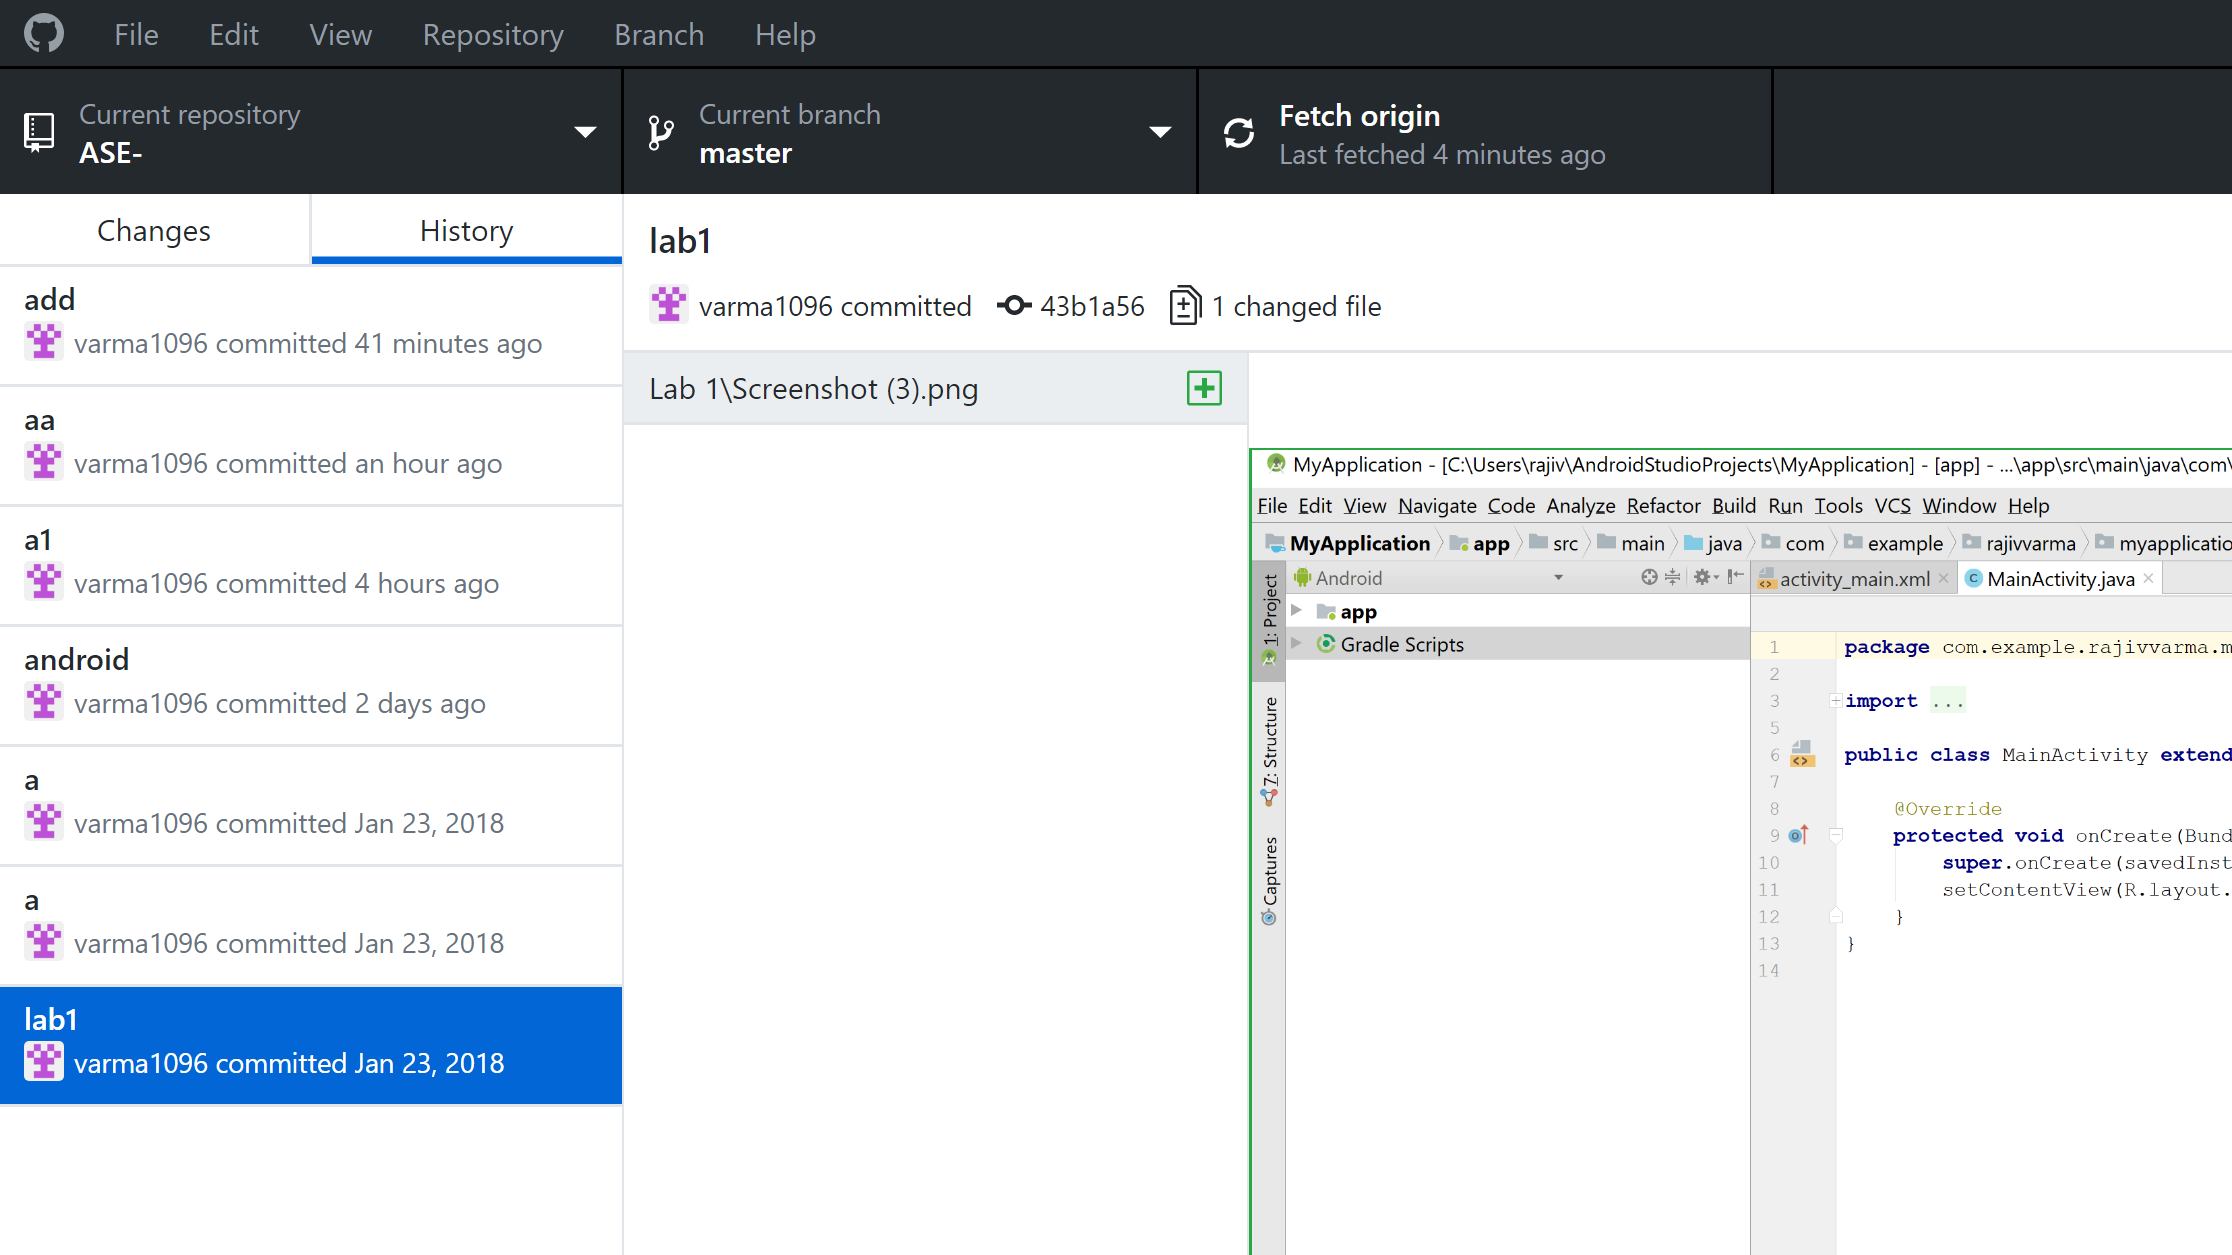 File Edit View Repository Branch Help
Current repository
ASE-
Current branch
master
Fetch origin
Last fetched 4 minutes ago
Changes
History
add
varma1096 committed 41 minutes ago
aa
varma1096 committed an hour ago
a1
varma1096 committed 4 hours ago
android
varma1096 committed 2 days ago
a
varma1096 committed Jan 23, 2018
a
varma1096 committed Jan 23, 2018
lab1
varma1096 committed Jan 23, 2018
lab1
varma1096 committed 43b1a56 1 changed file
Lab 1\Screenshot (3).png
MyApplication - [C:\Users\rajiv\AndroidStudioProjects\MyApplication] - [app] - ...\app\src\main\java\com\
File Edit View Navigate Code Analyze Refactor Build Run Tools VCS Window Help
MyApplication app src main java com example rajivvarma myapplicatio
1: Project
7: Structure
Captures
Android
app
Gradle Scripts
activity_main.xml MainActivity.java
1 package com.example.rajivvarma.m
2
3 import ...
5
6 public class MainActivity extend
7
8 @Override
9 protected void onCreate(Bund
10 super.onCreate(savedInst
11 setContentView(R.layout.
12 }
13 }
14